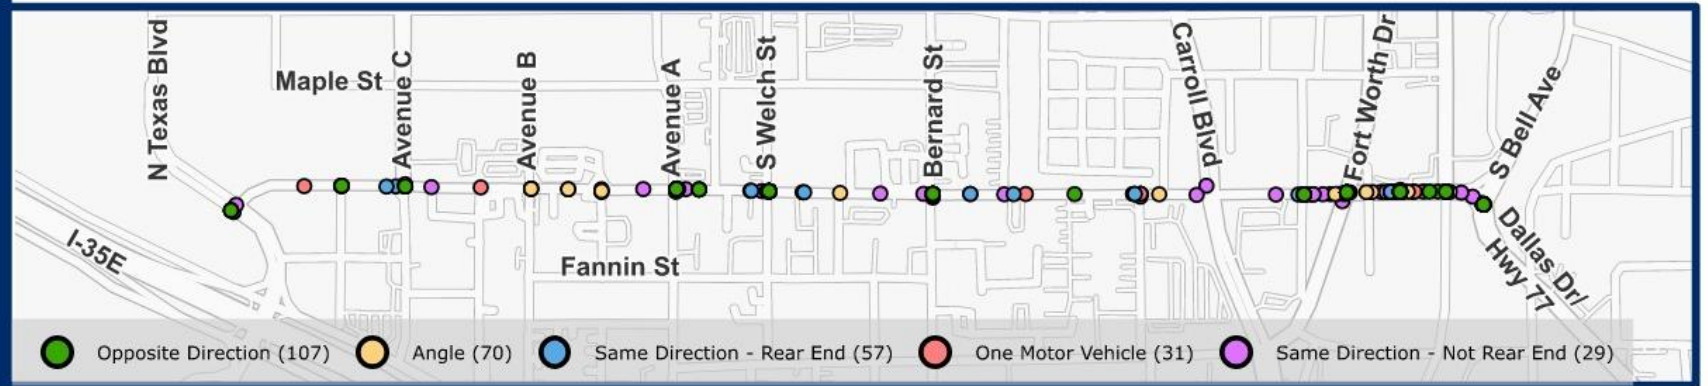 N Texas Blvd
Maple St
Avenue C
Avenue B
Avenue A
S Welch St
Bernard St
Carroll Blvd
Fort Worth Dr
S Bell Ave
I-35E
Fannin St
Dallas Dr/
Hwy 77
Opposite Direction (107)
Angle (70)
Same Direction - Rear End (57)
One Motor Vehicle (31)
Same Direction - Not Rear End (29)